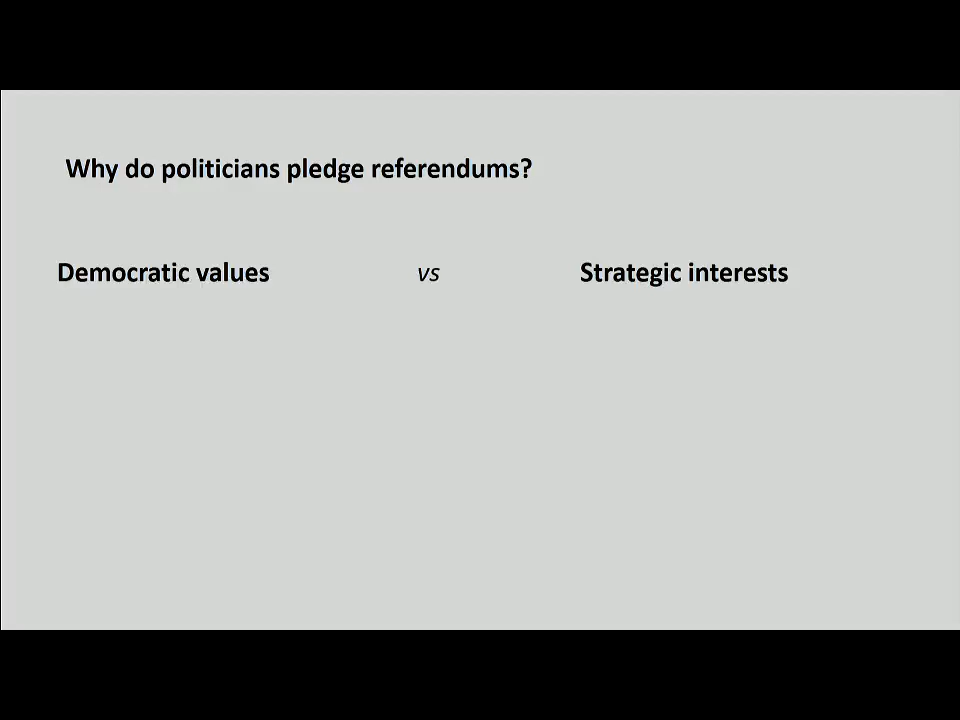 Why do politicians pledge referendums?
Democratic values vs Strategic interests